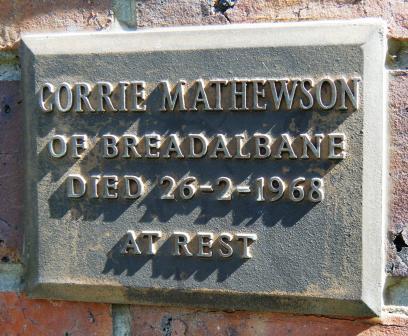 CORRIE MATHEWSON
OF BREADALBANE
DIED 26-2-1968
AT REST